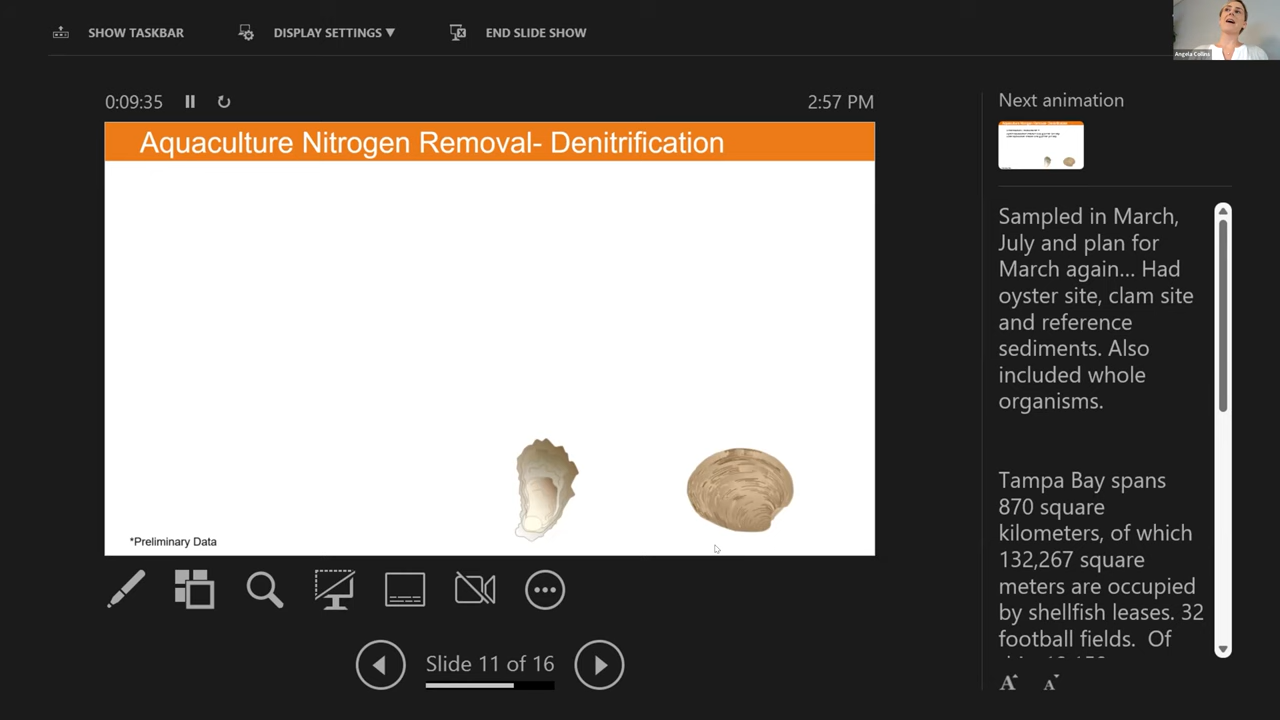 SHOW TASKBAR
DISPLAY SETTINGS ▼
END SLIDE SHOW
Angela Collins
0:09:35
2:57 PM
Aquaculture Nitrogen Removal- Denitrification
*Preliminary Data
Slide 11 of 16
Next animation
Sampled in March,
July and plan for
March again... Had
oyster site, clam site
and reference
sediments. Also
included whole
organisms.
Tampa Bay spans
870 square
kilometers, of which
132,267 square
meters are occupied
by shellfish leases. 32
football fields. Of
A
A